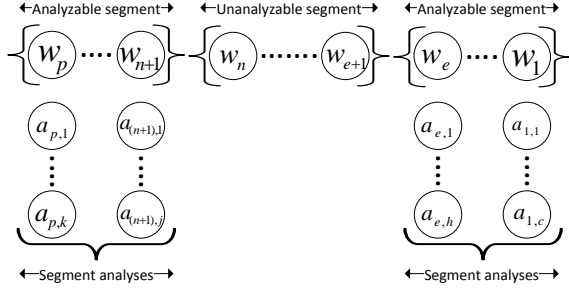 Analyzable segment Unanalyzable segment Analyzable segment
w_p w_{n+1} w_n w_{e+1} w_e w_1
a_{p,1} a_{(n+1),1} a_{e,1} a_{1,1}
a_{p,k} a_{(n+1),j} a_{e,h} a_{1,c}
Segment analyses Segment analyses